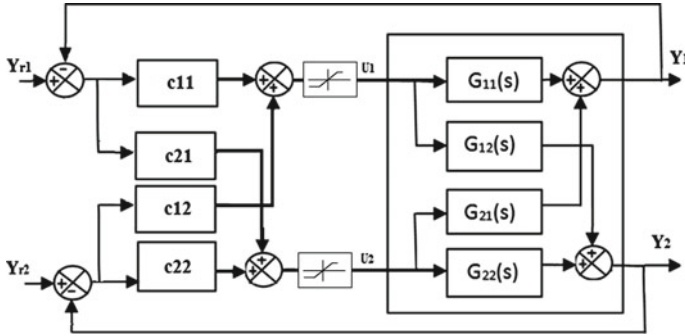 Yr1
-
+
c11
+
+
U1
G11(s)
+
+
Y1
c21
G12(s)
c12
G21(s)
Yr2
+
-
c22
+
+
U2
G22(s)
+
+
Y2